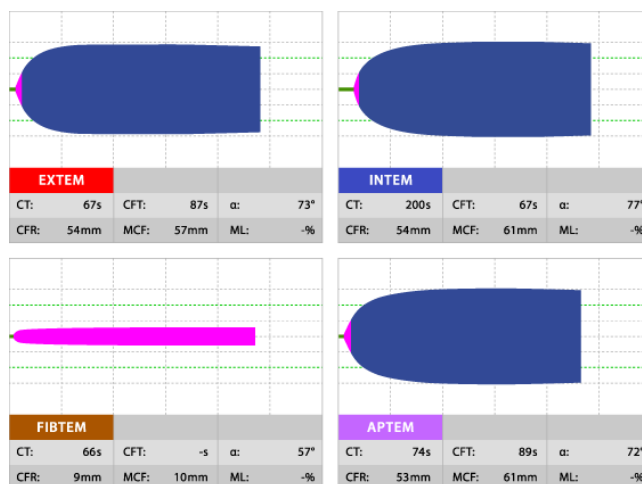 EXTEM
CT: 67s CFT: 87s α: 73°
CFR: 54mm MCF: 57mm ML: -%
INTEM
CT: 200s CFT: 67s α: 77°
CFR: 54mm MCF: 61mm ML: -%
FIBTEM
CT: 66s CFT: -s α: 57°
CFR: 9mm MCF: 10mm ML: -%
APTEM
CT: 74s CFT: 89s α: 72°
CFR: 53mm MCF: 61mm ML: -%